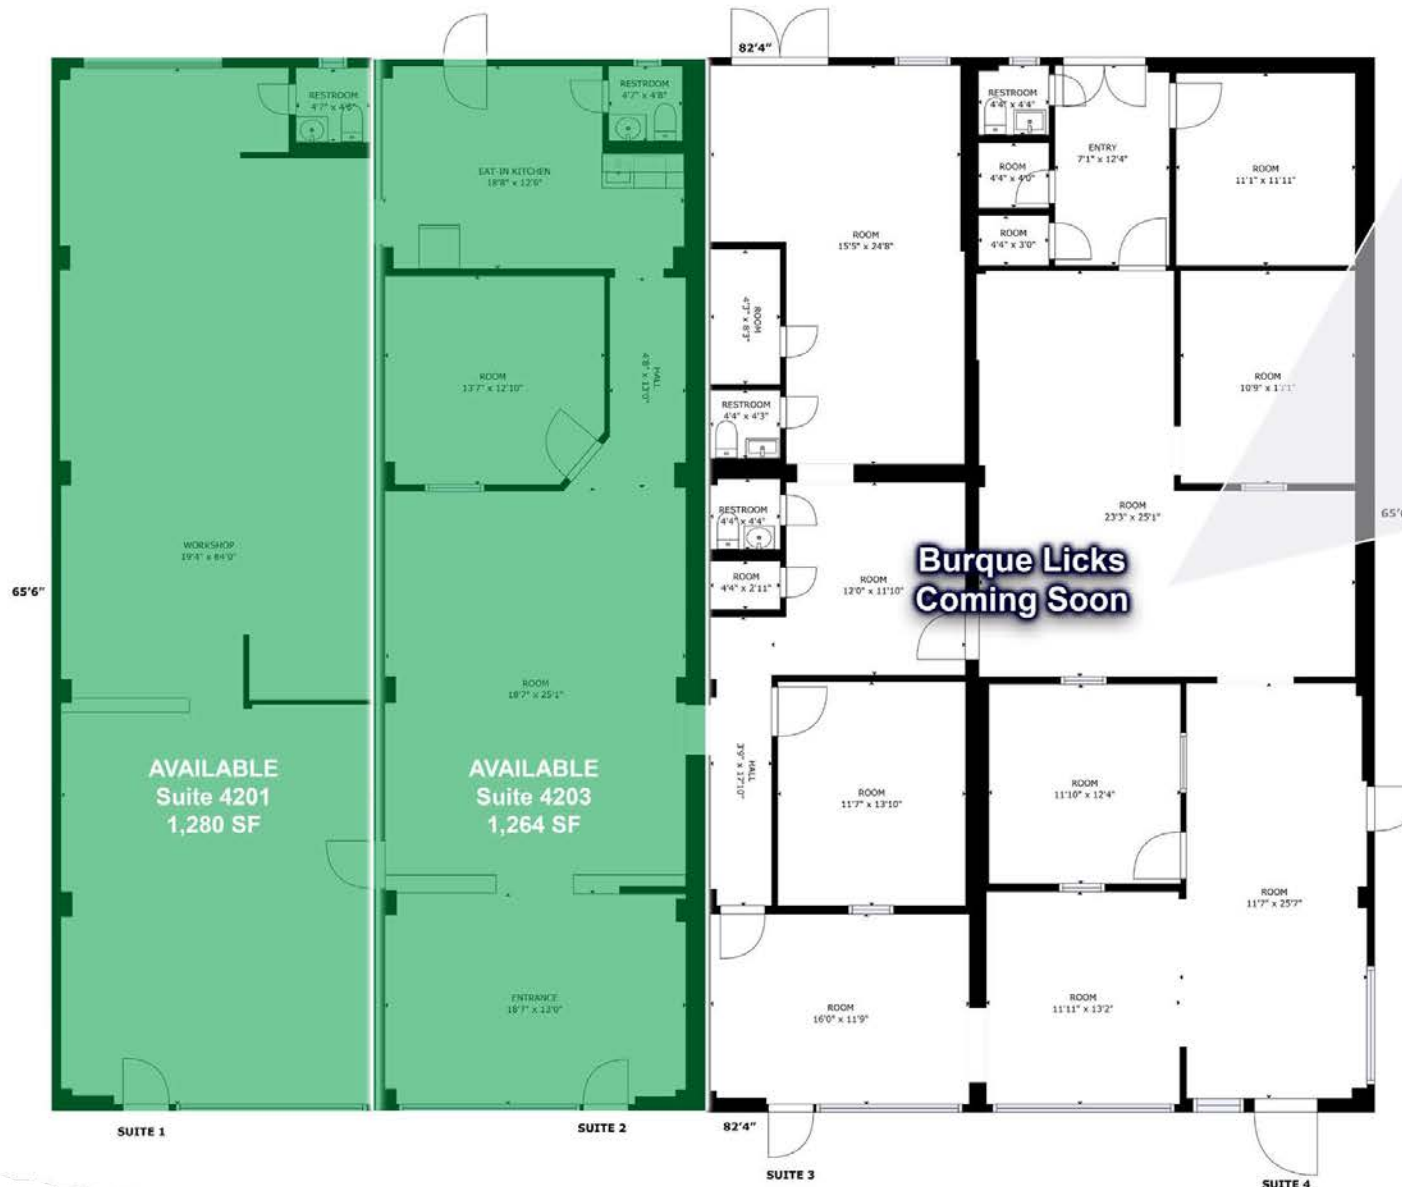 82'4"
RESTROOM
4'7" x 4'8"
RESTROOM
4'7" x 4'8"
EAT-IN KITCHEN
18'8" x 12'6"
RESTROOM
4'4" x 4'4"
ENTRY
7'1" x 12'4"
ROOM
4'4" x 4'0"
ROOM
11'1" x 11'11"
ROOM
4'4" x 3'0"
ROOM
15'5" x 24'8"
ROOM
4'3" x 8'3"
ROOM
13'7" x 12'10"
HALL
4'8" x 13'0"
ROOM
RESTROOM
4'4" x 4'3"
ROOM
23'3" x 25'1"
RESTROOM
4'4" x 4'4"
WORKSHOP
65'6"
ROOM
4'4" x 2'11"
ROOM
12'0" x 11'10"
Burque Licks
Coming Soon
ROOM
18'7" x 25'1"
AVAILABLE
Suite 4201
1,280 SF
AVAILABLE
Suite 4203
1,264 SF
HALL
3'9" x 17'10"
ROOM
11'7" x 13'10"
ROOM
11'10" x 12'4"
ROOM
11'7" x 25'7"
ENTRANCE
18'7" x 13'0"
ROOM
16'0" x 11'9"
ROOM
11'11" x 13'2"
SUITE 1
SUITE 2
82'4"
SUITE 3
SUITE 4